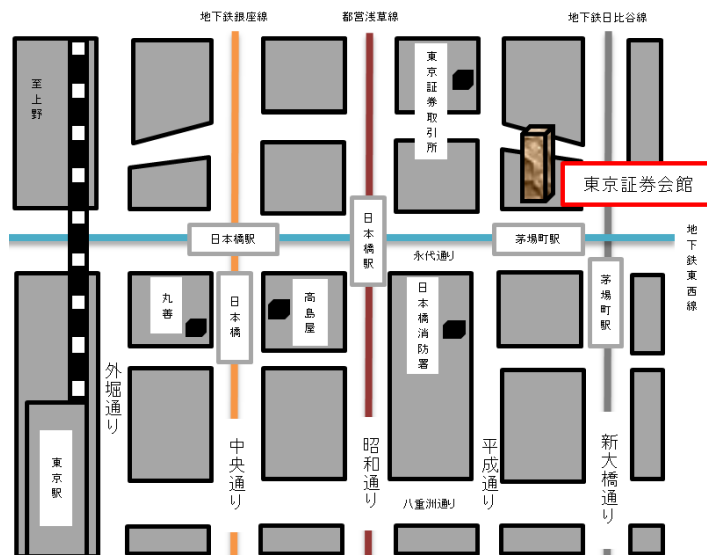 地下鉄銀座線
都営浅草線
地下鉄日比谷線
至上野
東京証券取引所
東京証券会館
日本橋駅
日本橋駅
永代通り
茅場町駅
地下鉄東西線
丸善
日本橋
高島屋
日本橋消防署
茅場町駅
外堀通り
中央通り
昭和通り
平成通り
新大橋通り
東京駅
八重洲通り